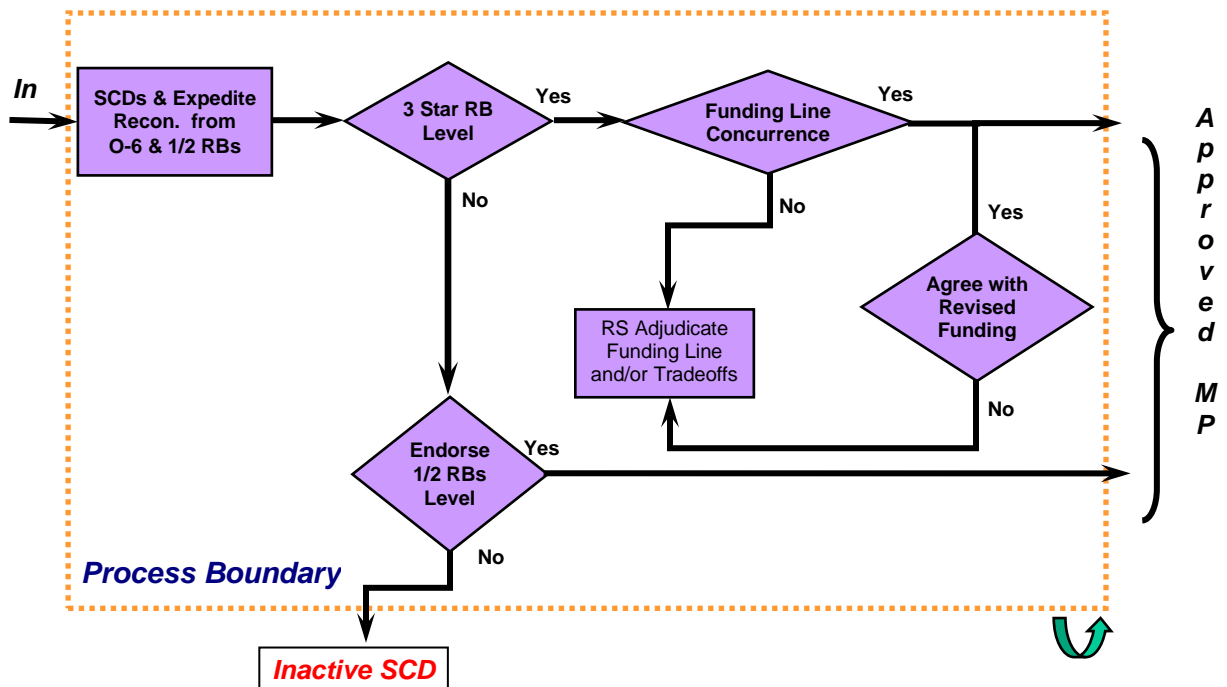 In
SCDs & Expedite
Recon. from
O-6 & 1/2 RBs
3 Star RB
Level
Yes
No
Funding Line
Concurrence
Yes
No
Yes
Agree with
Revised
Funding
No
RS Adjudicate
Funding Line
and/or Tradeoffs
Endorse
1/2 RBs
Level
Yes
No
Process Boundary
Inactive SCD
Approved MP